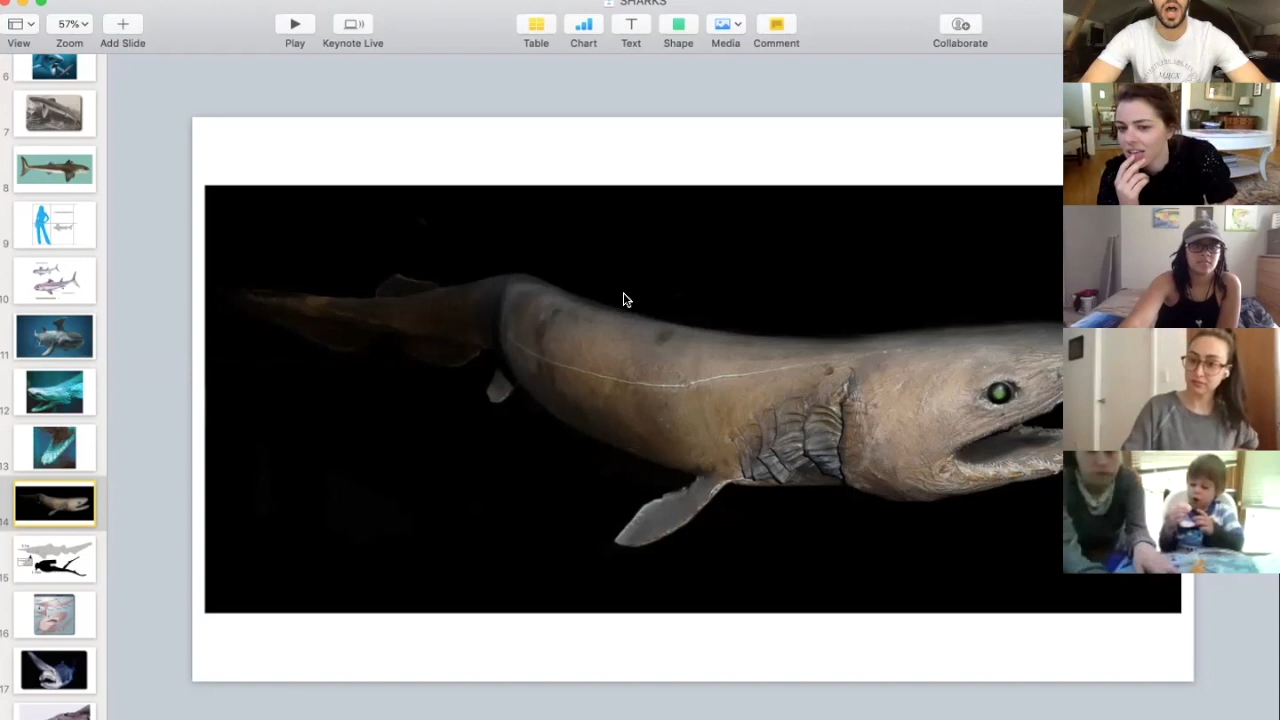 SHARKS
57%
View
Zoom
Add Slide
Play
Keynote Live
Table
Chart
Text
Shape
Media
Comment
Collaborate
6
7
8
9
10
11
12
13
14
15
16
17